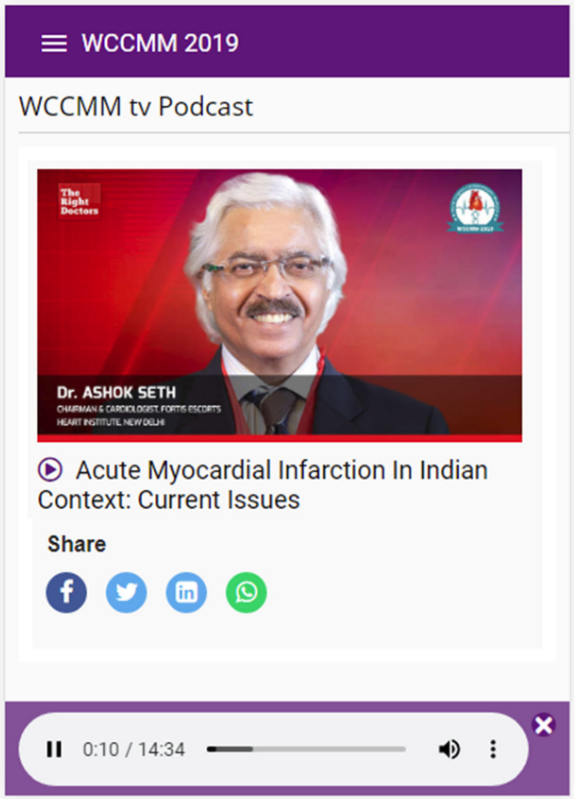 WCCMM 2019
WCCMM tv Podcast
The
Right
Doctors
WCCMM-2019
Dr. ASHOK SETH
CHAIRMAN & CARDIOLOGIST, FORTIS ESCORTS
HEART INSTITUTE, NEW DELHI
Acute Myocardial Infarction In Indian
Context: Current Issues
Share
0:10 / 14:34